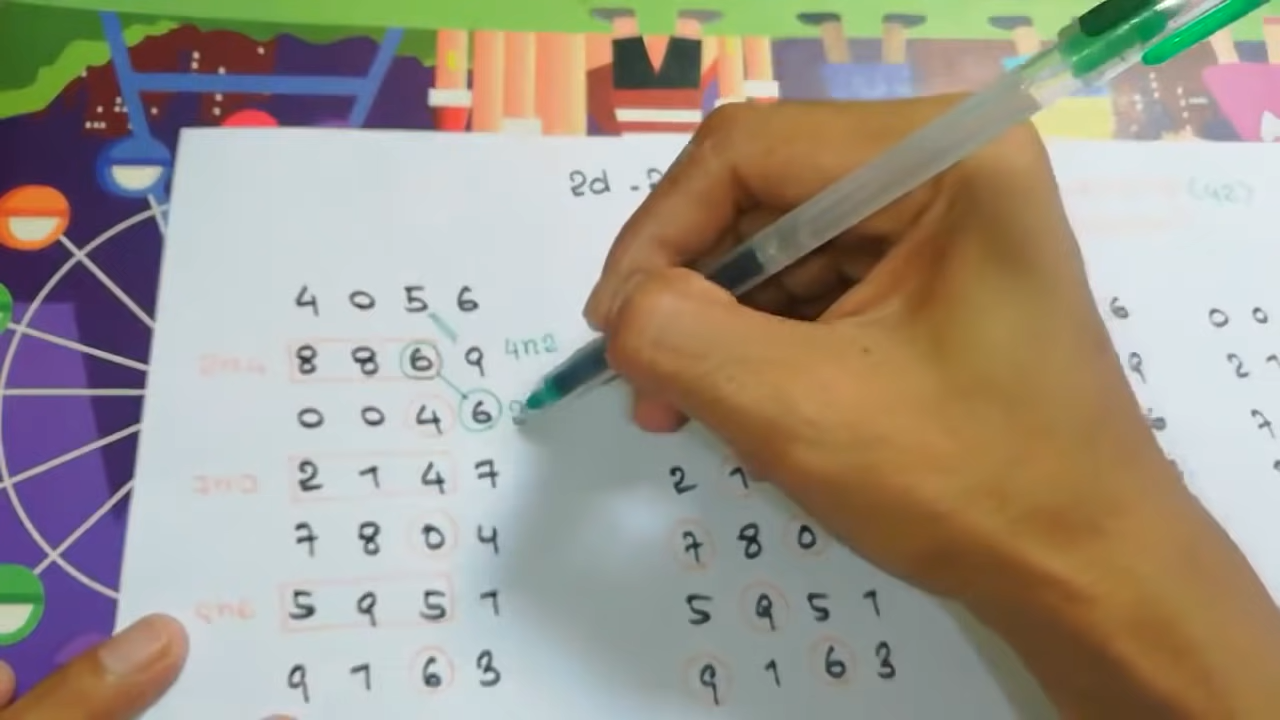 2d -
(42)
4 0 5 6
6
0 0
8 8 6 9 4n2
9
2 7
0 0 4 6
7
2 1 4 7
2 1
7 8 0 4
7 8 0
5 9 5 1
5 9 5 1
9 1 6 3
9 1 6 3